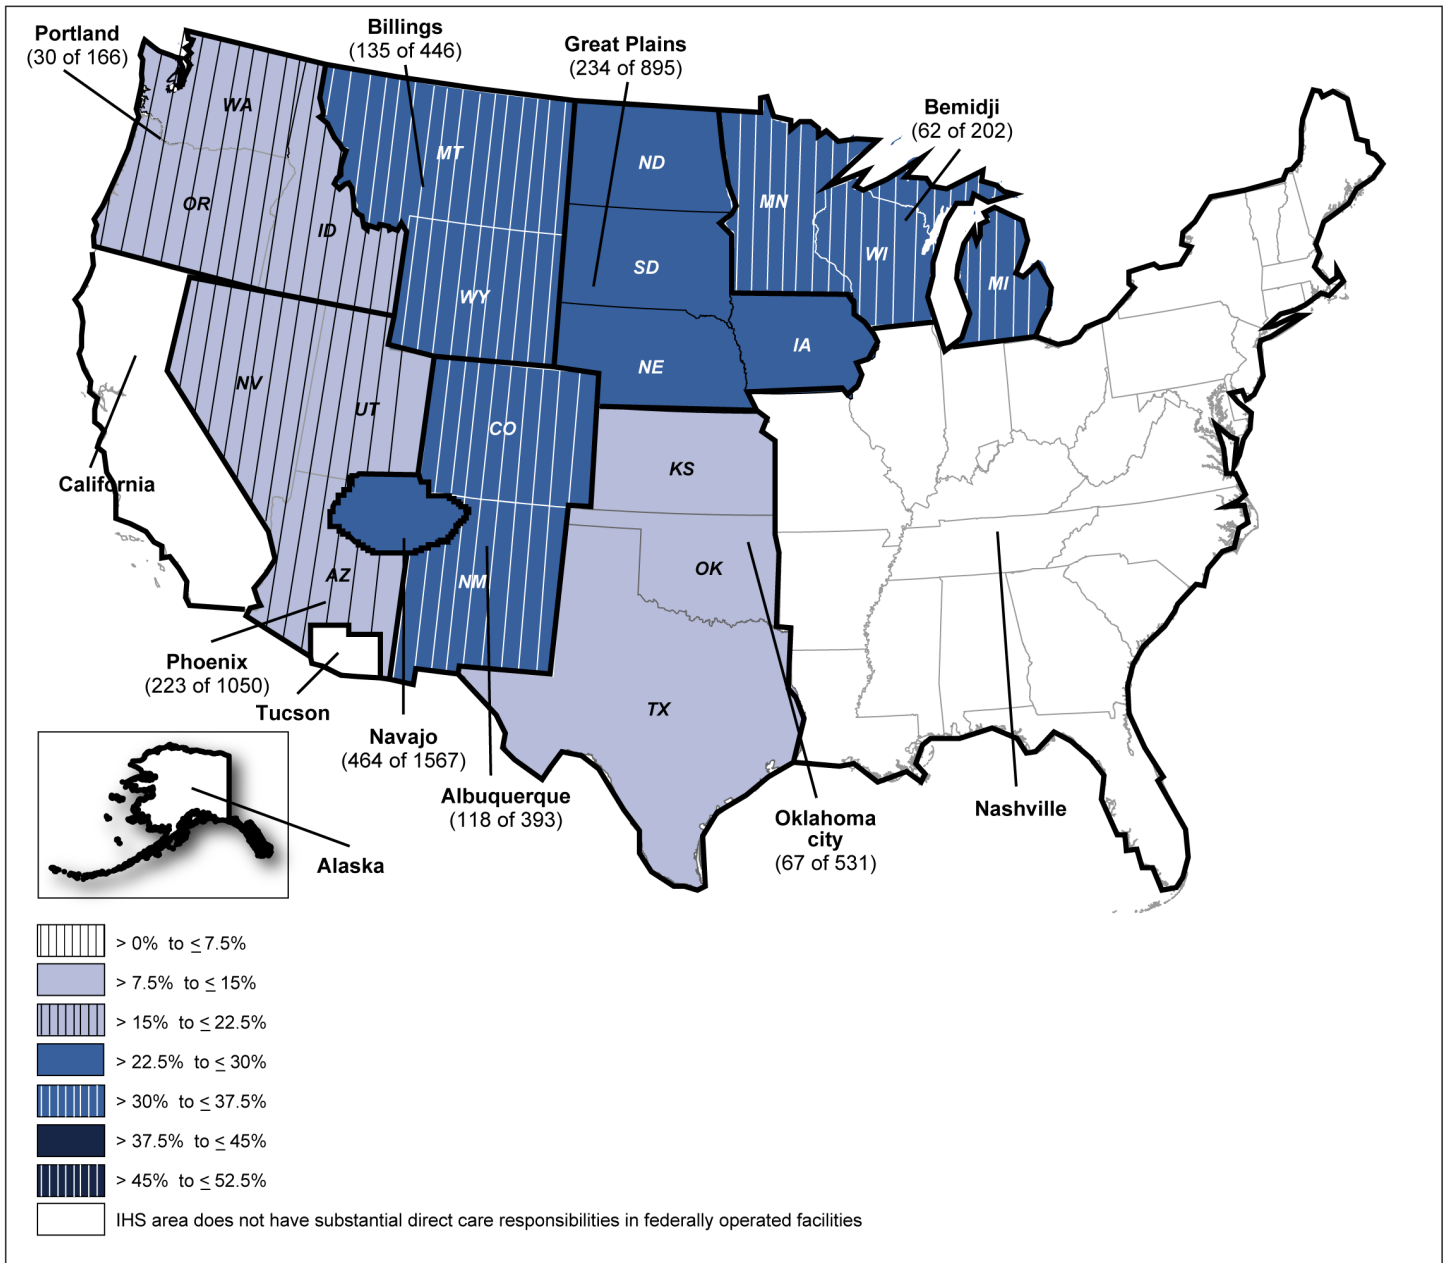 Portland
(30 of 166)
Billings
(135 of 446)
Great Plains
(234 of 895)
Bemidji
(62 of 202)
WA
MT
ND
MN
OR
ID
WI
SD
MI
WY
IA
NE
NV
UT
CO
KS
California
OK
AZ
NM
Phoenix
(223 of 1050)
Tucson
TX
Navajo
(464 of 1567)
Albuquerque
(118 of 393)
Oklahoma
city
(67 of 531)
Nashville
Alaska
> 0% to ≤ 7.5%
> 7.5% to ≤ 15%
> 15% to ≤ 22.5%
> 22.5% to ≤ 30%
> 30% to ≤ 37.5%
> 37.5% to ≤ 45%
> 45% to ≤ 52.5%
IHS area does not have substantial direct care responsibilities in federally operated facilities